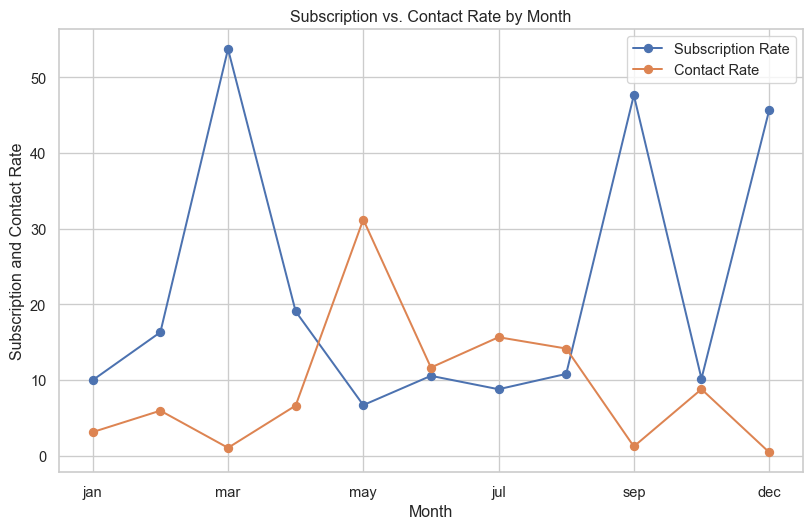 Subscription vs. Contact Rate by Month
Subscription Rate
Contact Rate
Subscription and Contact Rate
50
40
30
20
10
0
jan mar may jul sep dec
Month